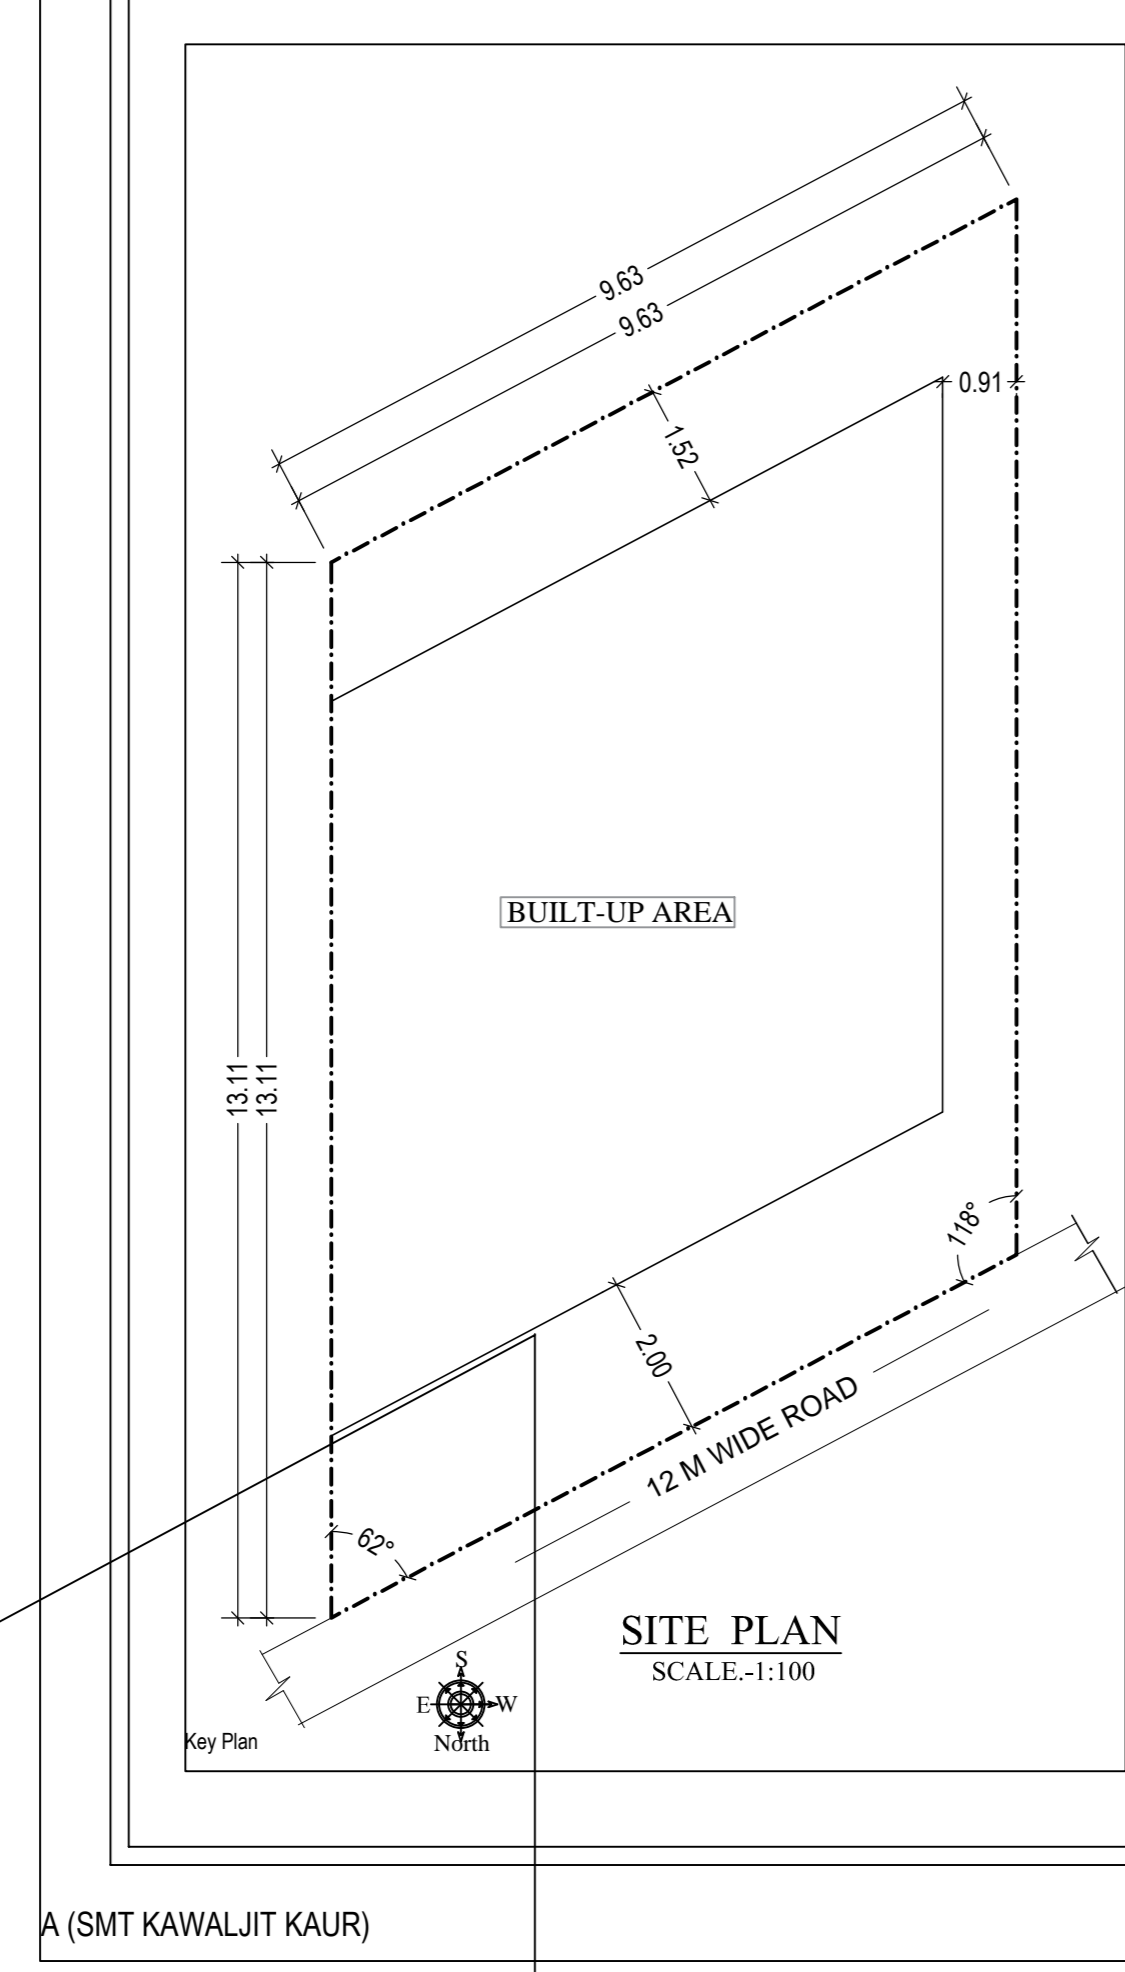 9.63
9.63
0.91
1.52
BUILT-UP AREA
13.11
13.11
118°
2.00
12 M WIDE ROAD
62°
SITE PLAN
SCALE.-1:100
S
E
W
North
Key Plan
A (SMT KAWALJIT KAUR)